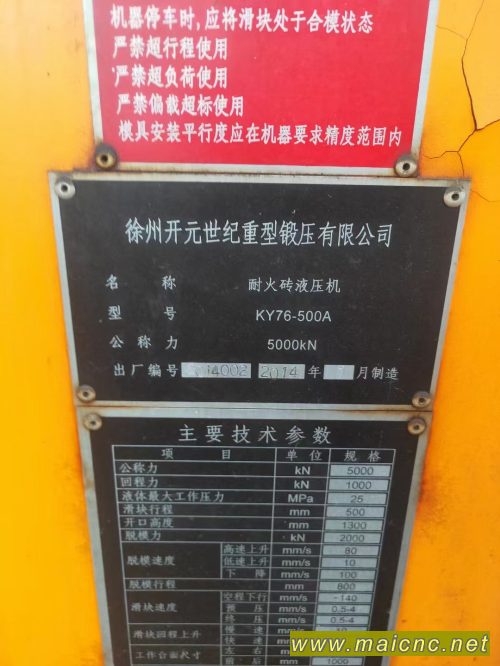 机器停车时,应将滑块处于合模状态
严禁超行程使用
严禁超负荷使用
严禁偏载超标使用
模具安装平行度应在机器要求精度范围内
徐州开元世纪重型锻压有限公司
名称 耐火砖液压机
型号 KY76-500A
公称力 5000kN
出厂编号 14002 2014 年 月制造
主要技术参数
项目 单位 规格
公称力 kN 5000
回程力 kN 1000
液体最大工作压力 MPa 25
滑块行程 mm 500
开口高度 mm 1300
脱模力 kN 2000
脱模速度 高速上升 mm/s 80
低速上升 mm/s 10
下降 mm/s 100
脱模行程 mm 800
滑块速度 空程下行 mm/s ~140
预压 mm/s 0.5-4
终压 mm/s 0.5-4
滑块回程上升 慢速 mm/s 10
快速 mm/s
工作台面尺寸 左右 mm
前后 mm 1000
www.maicnc.net